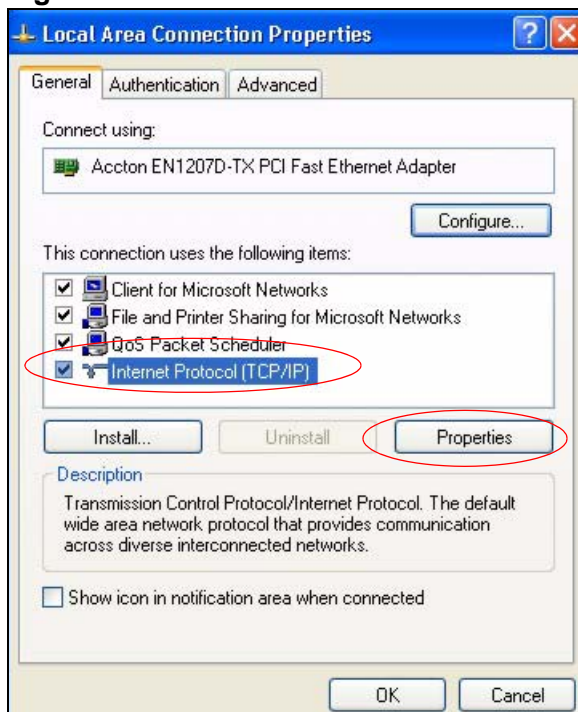 Local Area Connection Properties
General Authentication Advanced
Connect using:
Accton EN1207D-TX PCI Fast Ethernet Adapter
Configure...
This connection uses the following items:
Client for Microsoft Networks
File and Printer Sharing for Microsoft Networks
QoS Packet Scheduler
Internet Protocol (TCP/IP)
Install... Uninstall Properties
Description
Transmission Control Protocol/Internet Protocol. The default
wide area network protocol that provides communication
across diverse interconnected networks.
Show icon in notification area when connected
OK Cancel